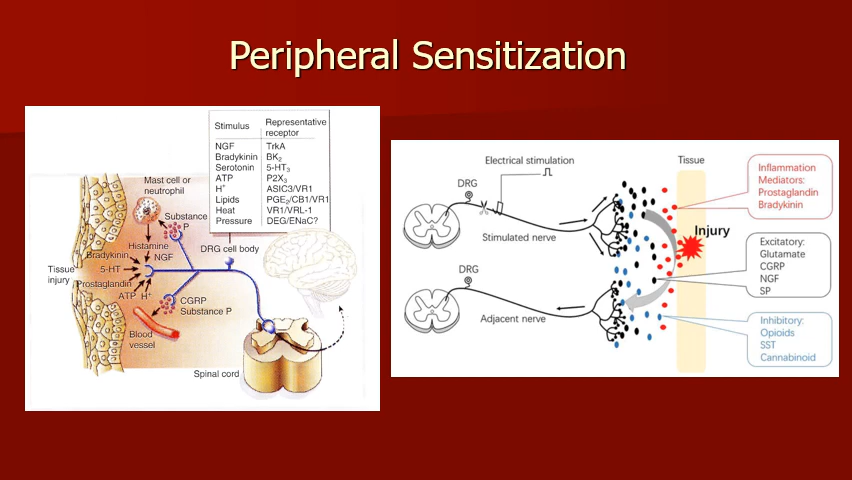 Peripheral Sensitization
Stimulus Representative receptor
NGF TrkA
Bradykinin BK2
Serotonin 5-HT3
ATP P2X3
H+ ASIC3/VR1
Lipids PGE2/CB1/VR1
Heat VR1/VRL-1
Pressure DEG/ENaC?
Mast cell or
neutrophil
Substance
P
Histamine
NGF
Bradykinin
5-HT
Prostaglandin
ATP H+
Tissue
injury
DRG cell body
CGRP
Substance P
Blood
vessel
Spinal cord
Electrical stimulation
DRG
Stimulated nerve
DRG
Adjacent nerve
Tissue
Injury
Inflammation
Mediators:
Prostaglandin
Bradykinin
Excitatory:
Glutamate
CGRP
NGF
SP
Inhibitory:
Opioids
SST
Cannabinoid